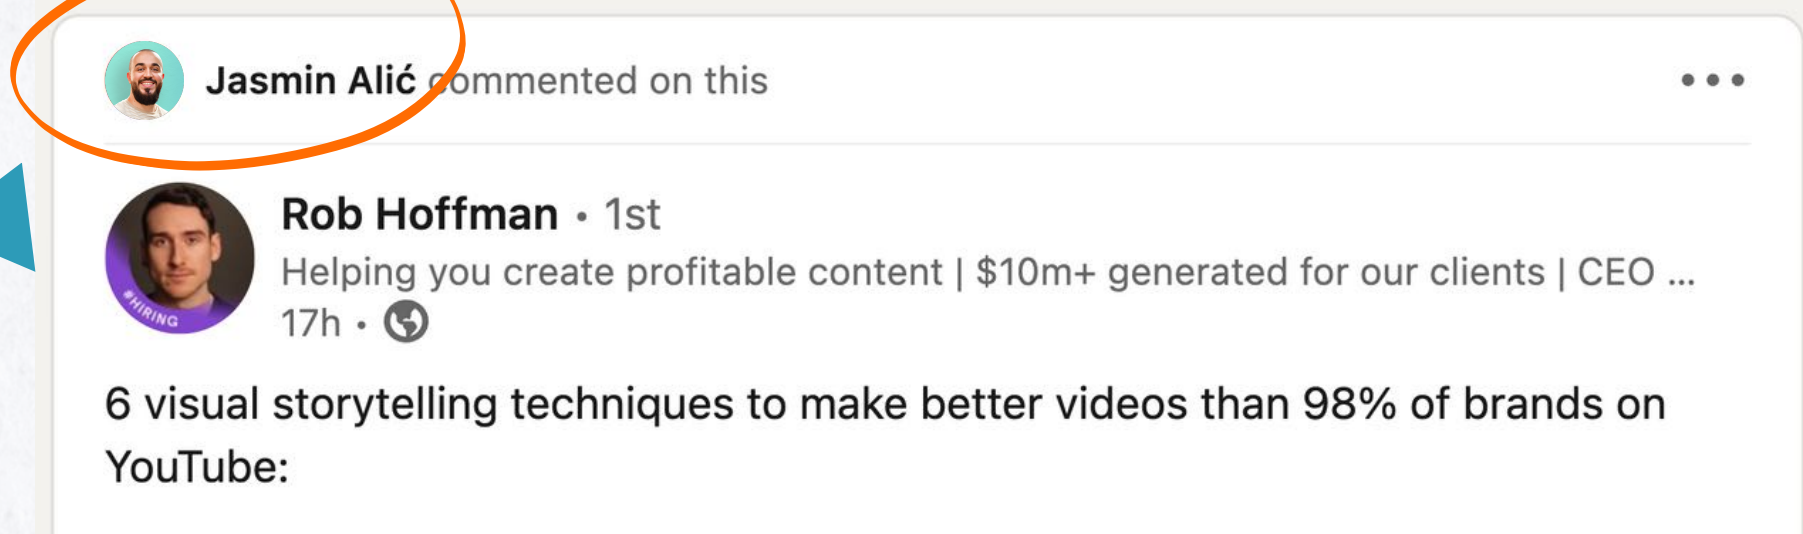 Jasmin Alić commented on this
Rob Hoffman • 1st
Helping you create profitable content | $10m+ generated for our clients | CEO ...
#HIRING
17h •
6 visual storytelling techniques to make better videos than 98% of brands on
YouTube: